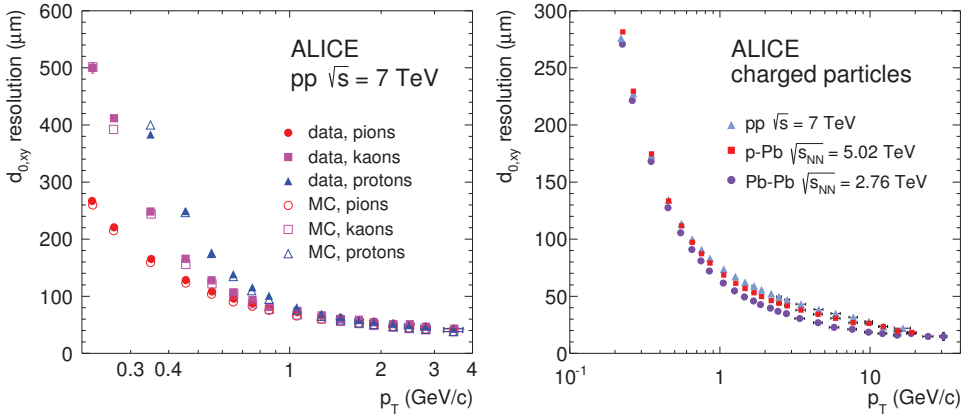 d0,xy resolution (μm)
600
500
400
300
200
100
0
ALICE
pp √s = 7 TeV
data, pions
data, kaons
data, protons
MC, pions
MC, kaons
MC, protons
0.3 0.4 1 2 3 4
pT (GeV/c)
d0,xy resolution (μm)
300
250
200
150
100
50
0
ALICE
charged particles
pp √s = 7 TeV
p-Pb √sNN = 5.02 TeV
Pb-Pb √sNN = 2.76 TeV
10-1 1 10
pT (GeV/c)